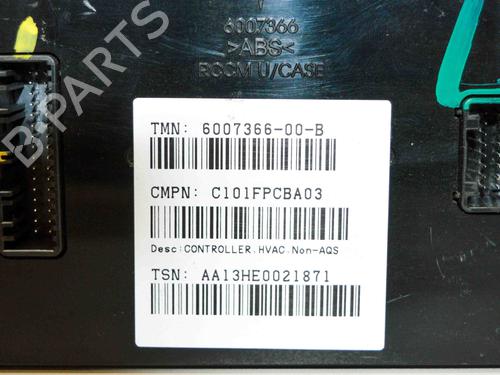 6007366
>ABS<
RCCM U/CASE
B-PARTS
TMN: 6007366-00-B
CMPN: C101FPCBA03
Desc:CONTROLLER,HVAC,Non-AQS
TSN: AA13HE0021871